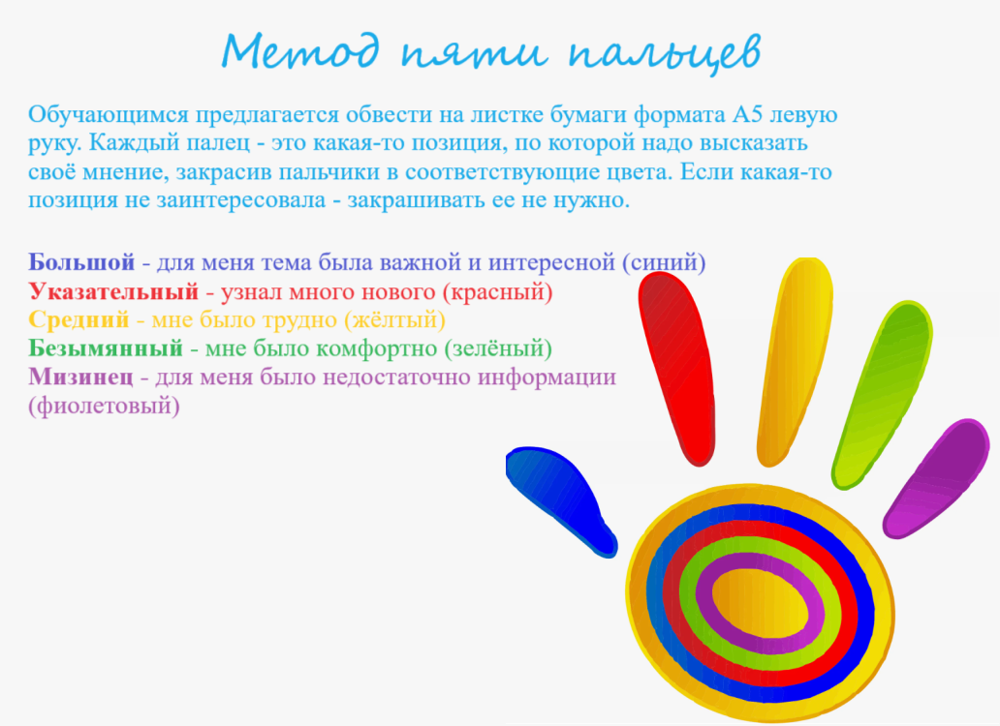 Метод пяти пальцев
Обучающимся предлагается обвести на листке бумаги формата А5 левую
руку. Каждый палец - это какая-то позиция, по которой надо высказать
своё мнение, закрасив пальчики в соответствующие цвета. Если какая-то
позиция не заинтересовала - закрашивать ее не нужно.
Большой - для меня тема была важной и интересной (синий)
Указательный - узнал много нового (красный)
Средний - мне было трудно (жёлтый)
Безымянный - мне было комфортно (зелёный)
Мизинец - для меня было недостаточно информации
(фиолетовый)